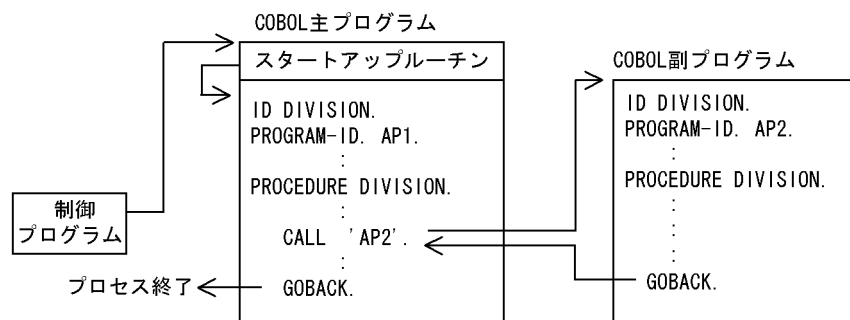 COBOL主プログラム
スタートアップルーチン
ID DIVISION.
PROGRAM-ID. AP1.
:
PROCEDURE DIVISION.
:
CALL 'AP2'.
:
GOBACK.
制御
プログラム
プロセス終了
COBOL副プログラム
ID DIVISION.
PROGRAM-ID. AP2.
:
PROCEDURE DIVISION.
:
:
:
GOBACK.